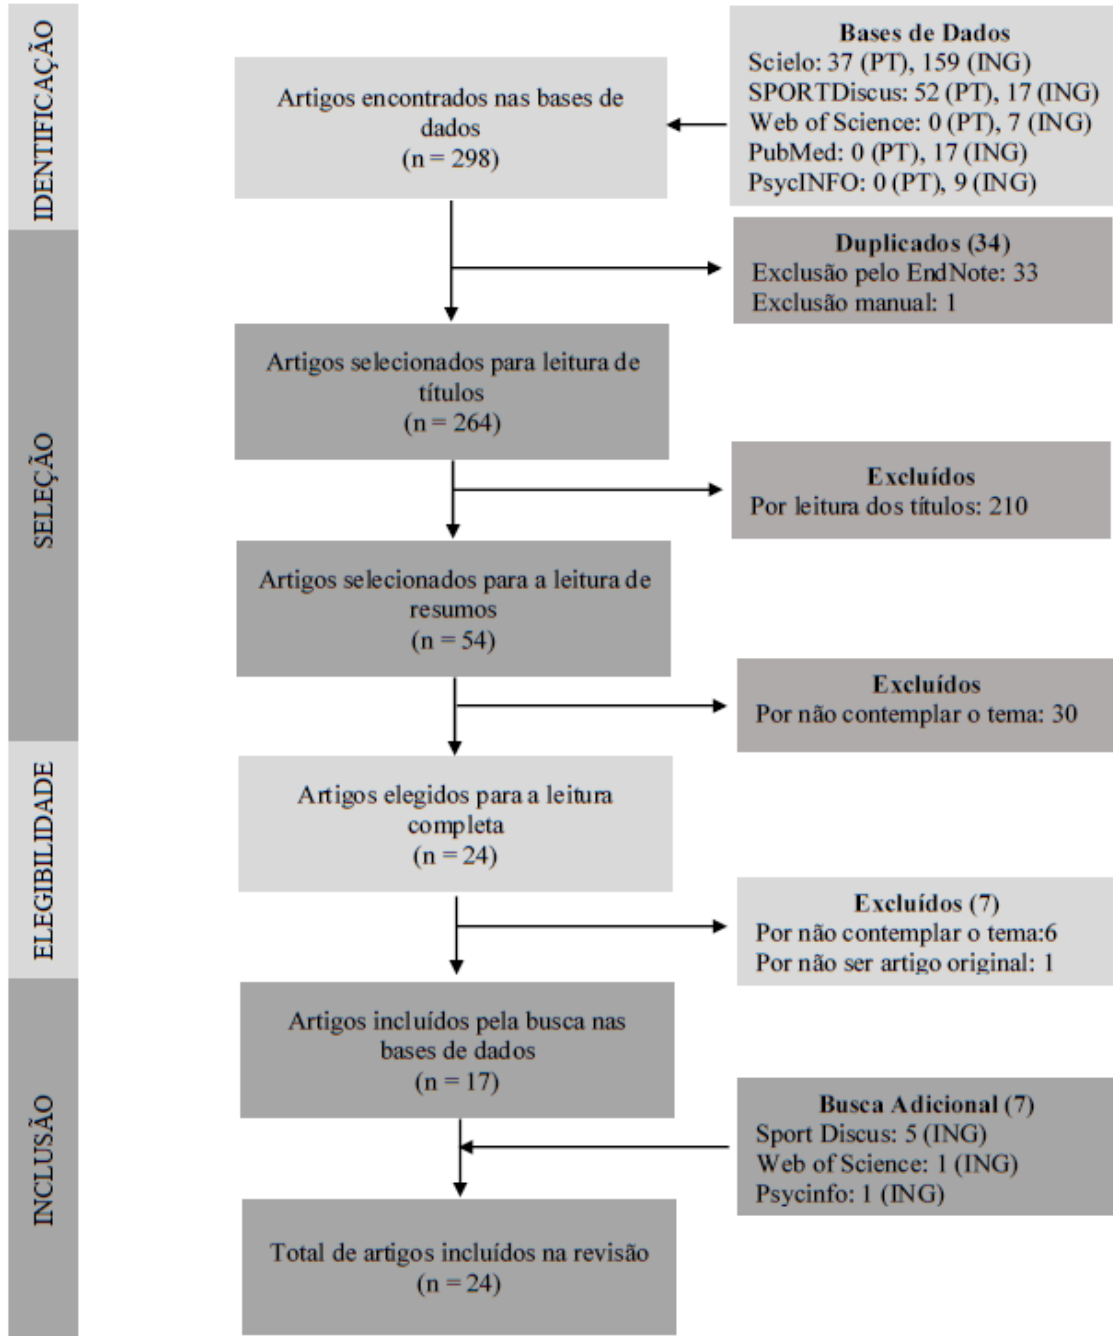 IDENTIFICAÇÃO
Artigos encontrados nas bases de
dados
(n = 298)
Bases de Dados
Scielo: 37 (PT), 159 (ING)
SPORTDiscus: 52 (PT), 17 (ING)
Web of Science: 0 (PT), 7 (ING)
PubMed: 0 (PT), 17 (ING)
PsycINFO: 0 (PT), 9 (ING)
SELEÇÃO
Duplicados (34)
Exclusão pelo EndNote: 33
Exclusão manual: 1
Artigos selecionados para leitura de
títulos
(n = 264)
Excluídos
Por leitura dos títulos: 210
Artigos selecionados para a leitura de
resumos
(n = 54)
Excluídos
Por não contemplar o tema: 30
ELEGIBILIDADE
Artigos elegidos para a leitura
completa
(n = 24)
Excluídos (7)
Por não contemplar o tema:6
Por não ser artigo original: 1
INCLUSÃO
Artigos incluídos pela busca nas
bases de dados
(n = 17)
Busca Adicional (7)
Sport Discus: 5 (ING)
Web of Science: 1 (ING)
Psycinfo: 1 (ING)
Total de artigos incluídos na revisão
(n = 24)